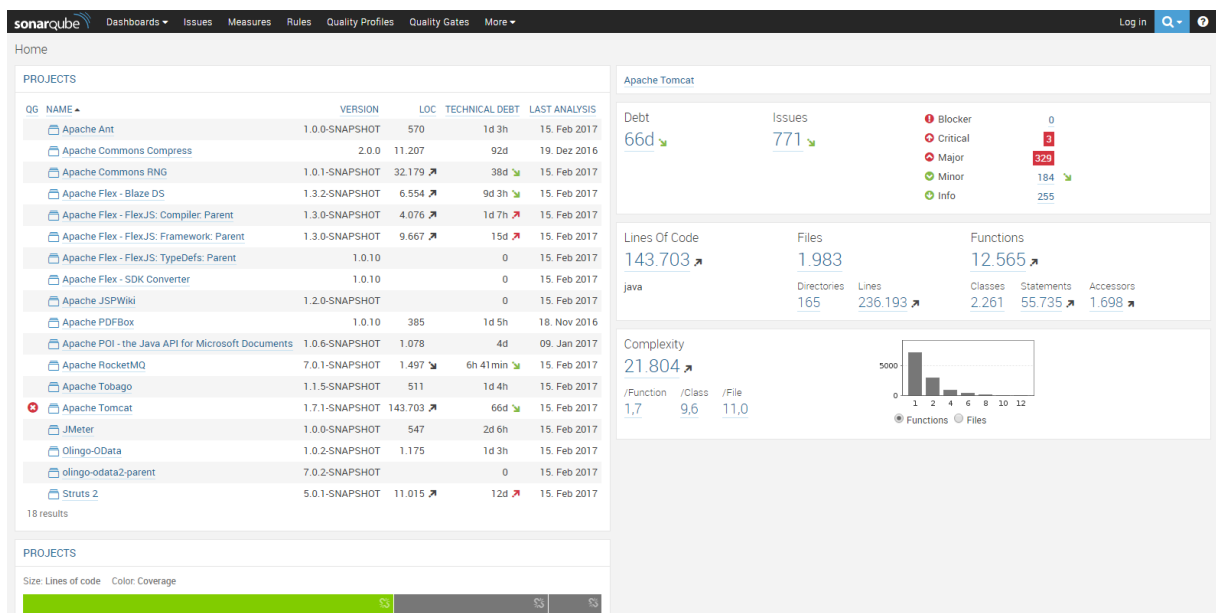 sonarqube Dashboards Issues Measures Rules Quality Profiles Quality Gates More Log in
Home
PROJECTS
QG NAME VERSION LOC TECHNICAL DEBT LAST ANALYSIS
Apache Ant 1.0.0-SNAPSHOT 570 1d 3h 15. Feb 2017
Apache Commons Compress 2.0.0 11.207 92d 19. Dez 2016
Apache Commons RNG 1.0.1-SNAPSHOT 32.179 38d 15. Feb 2017
Apache Flex - Blaze DS 1.3.2-SNAPSHOT 6.554 9d 3h 15. Feb 2017
Apache Flex - FlexJS: Compiler: Parent 1.3.0-SNAPSHOT 4.076 1d 7h 15. Feb 2017
Apache Flex - FlexJS: Framework: Parent 1.3.0-SNAPSHOT 9.667 15d 15. Feb 2017
Apache Flex - FlexJS: TypeDefs: Parent 1.0.10 0 15. Feb 2017
Apache Flex - SDK Converter 1.0.10 0 15. Feb 2017
Apache JSPWiki 1.2.0-SNAPSHOT 0 15. Feb 2017
Apache PDFBox 1.0.10 385 1d 5h 18. Nov 2016
Apache POI - the Java API for Microsoft Documents 1.0.6-SNAPSHOT 1.078 4d 09. Jan 2017
Apache RocketMQ 7.0.1-SNAPSHOT 1.497 6h 41min 15. Feb 2017
Apache Tobago 1.1.5-SNAPSHOT 511 1d 4h 15. Feb 2017
Apache Tomcat 1.7.1-SNAPSHOT 143.703 66d 15. Feb 2017
JMeter 1.0.0-SNAPSHOT 547 2d 6h 15. Feb 2017
Olingo-OData 1.0.2-SNAPSHOT 1.175 1d 3h 15. Feb 2017
olingo-odata2-parent 7.0.2-SNAPSHOT 0 15. Feb 2017
Struts 2 5.0.1-SNAPSHOT 11.015 12d 15. Feb 2017
18 results
PROJECTS
Size: Lines of code Color: Coverage
Apache Tomcat
Debt Issues
66d 771
Blocker 0
Critical 3
Major 329
Minor 184
Info 255
Lines Of Code Files Functions
143.703 1.983 12.565
java Directories Lines Classes Statements Accessors
165 236.193 2.261 55.735 1.698
Complexity
21.804
/Function /Class /File
1,7 9,6 11,0
5000
0
1 2 4 6 8 10 12
Functions Files